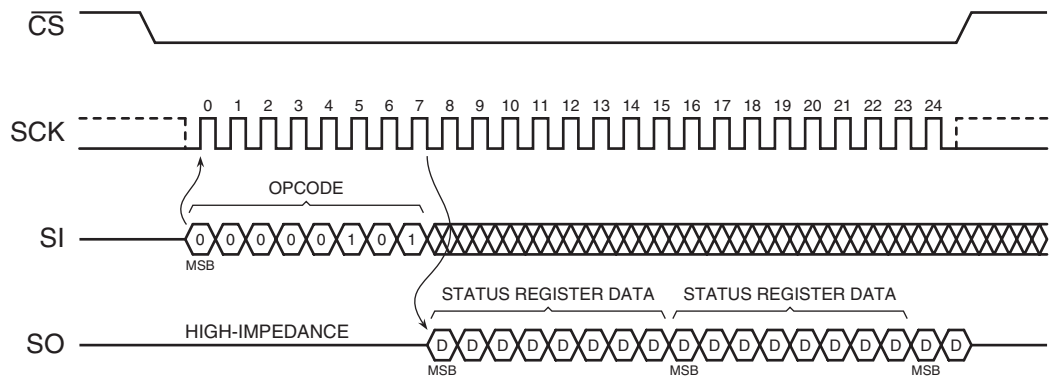 CS
0 1 2 3 4 5 6 7 8 9 10 11 12 13 14 15 16 17 18 19 20 21 22 23 24
SCK
OPCODE
SI 0 0 0 0 0 1 0 1
MSB
STATUS REGISTER DATA STATUS REGISTER DATA
HIGH-IMPEDANCE
SO D D D D D D D D D D D D D D D D D D
MSB MSB MSB